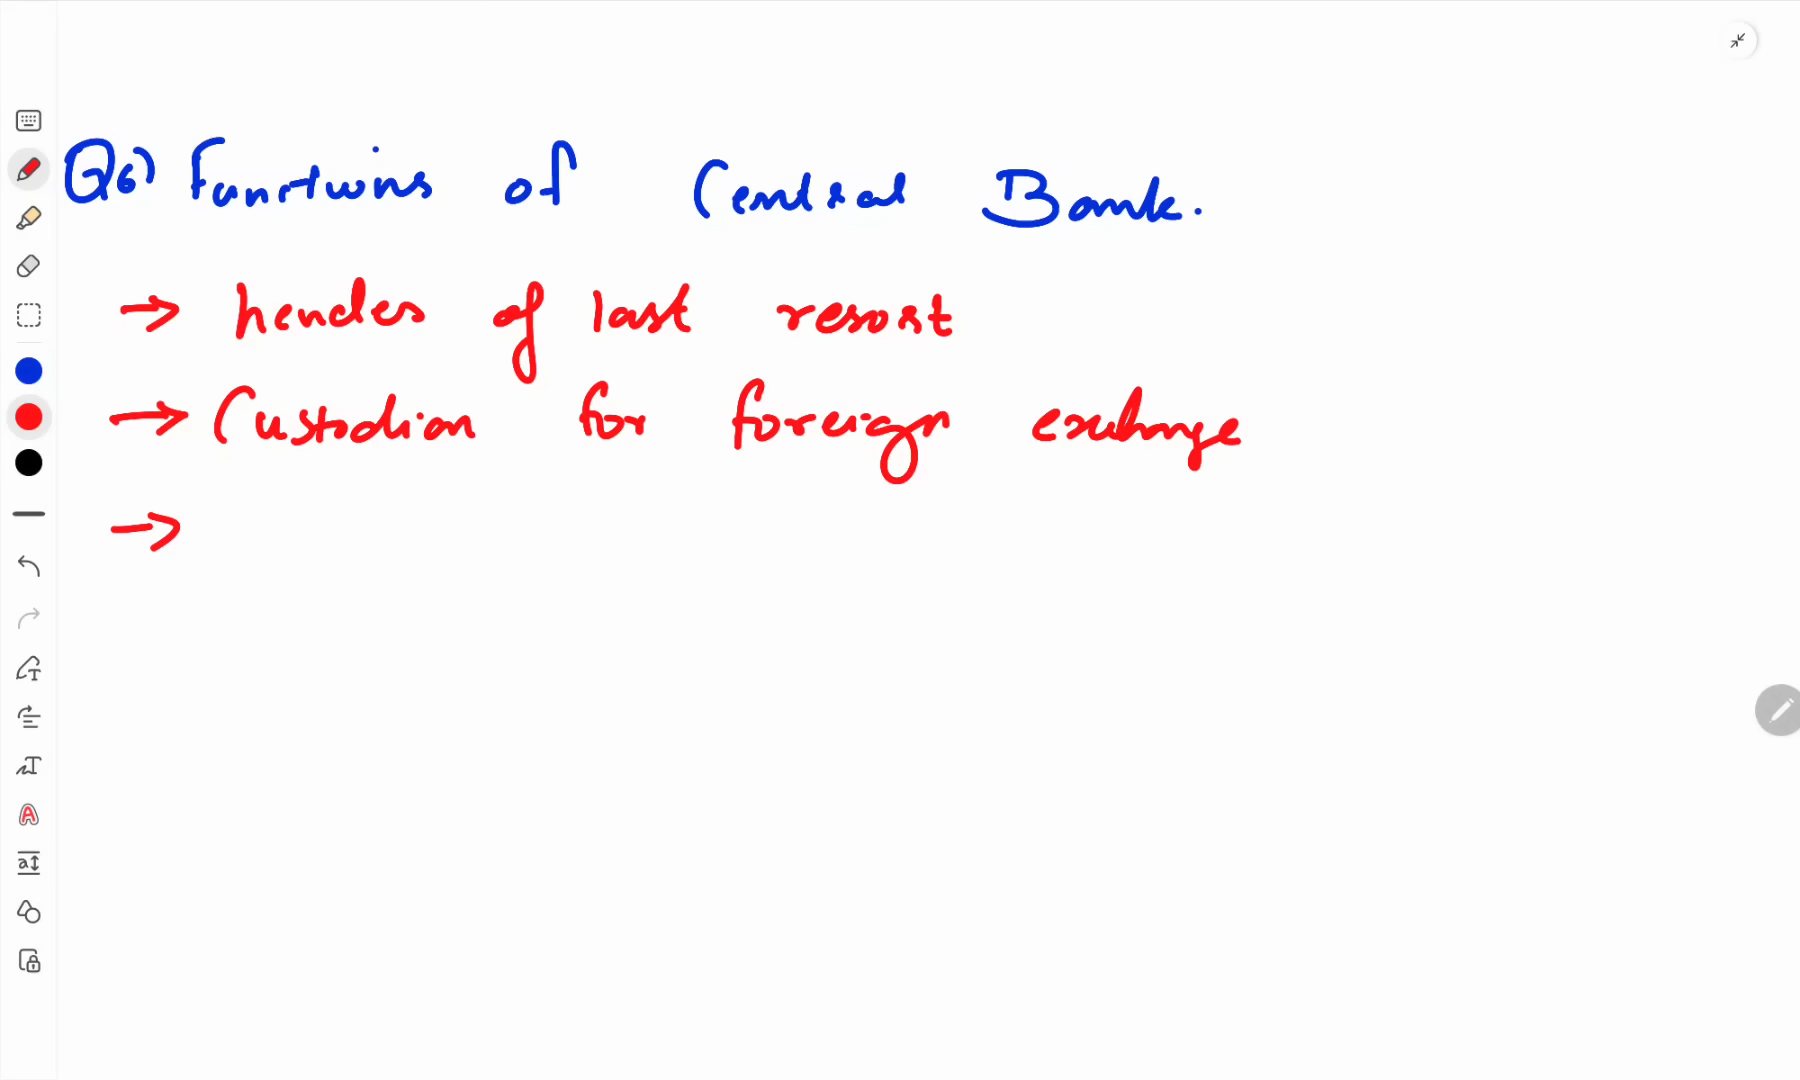 Q6) Functions of Central Bank.
→ Lender of last resort
→ Custodian for foreign exchange
→